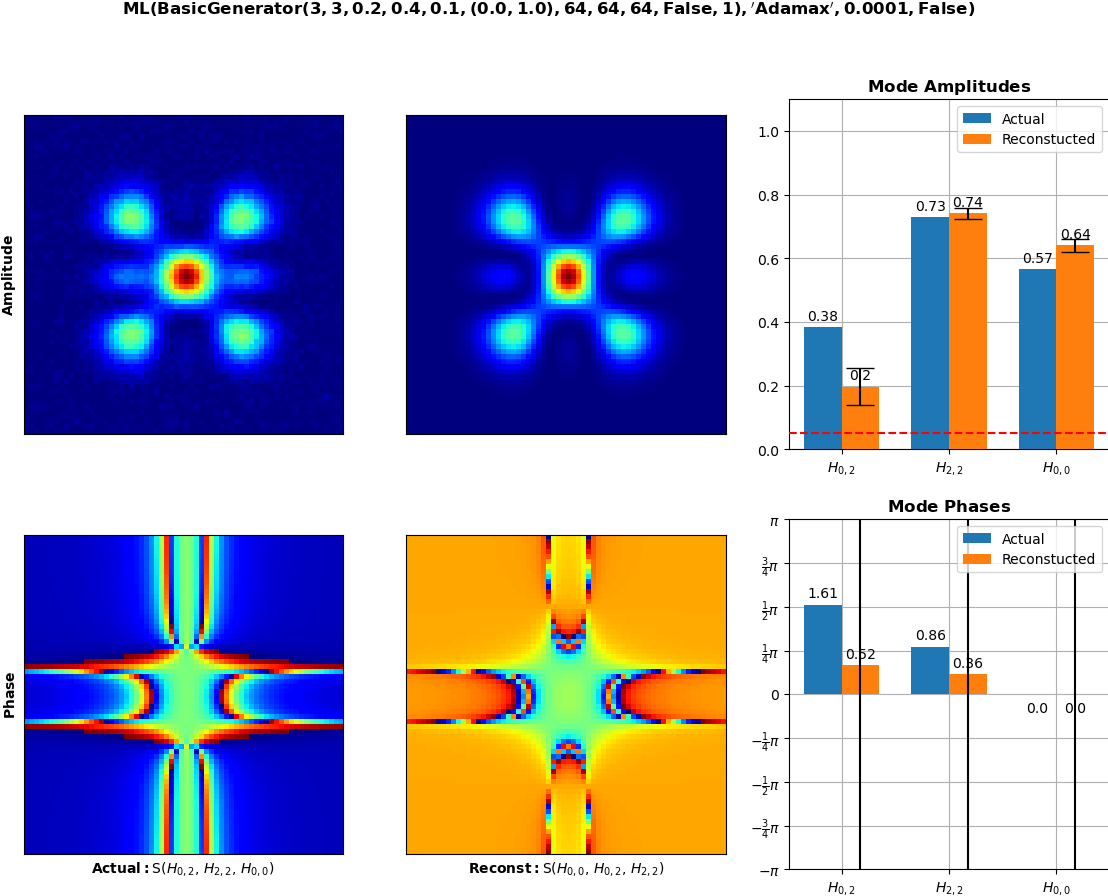 ML(BasicGenerator(3, 3, 0.2, 0.4, 0.1, (0.0, 1.0), 64, 64, 64, False, 1), ′Adamax′, 0.0001, False)
Amplitude
Mode Amplitudes
Actual
Reconstucted
1.0
0.8
0.6
0.4
0.2
0.0
0.38
0.2
0.73
0.74
0.57
0.64
H0,2
H2,2
H0,0
Phase
Actual: S(H0,2, H2,2, H0,0)
Reconst: S(H0,0, H0,2, H2,2)
Mode Phases
Actual
Reconstucted
π
3/4π
1/2π
1/4π
0
−1/4π
−1/2π
−3/4π
−π
1.61
0.52
0.86
0.36
0.0
0.0
H0,2
H2,2
H0,0